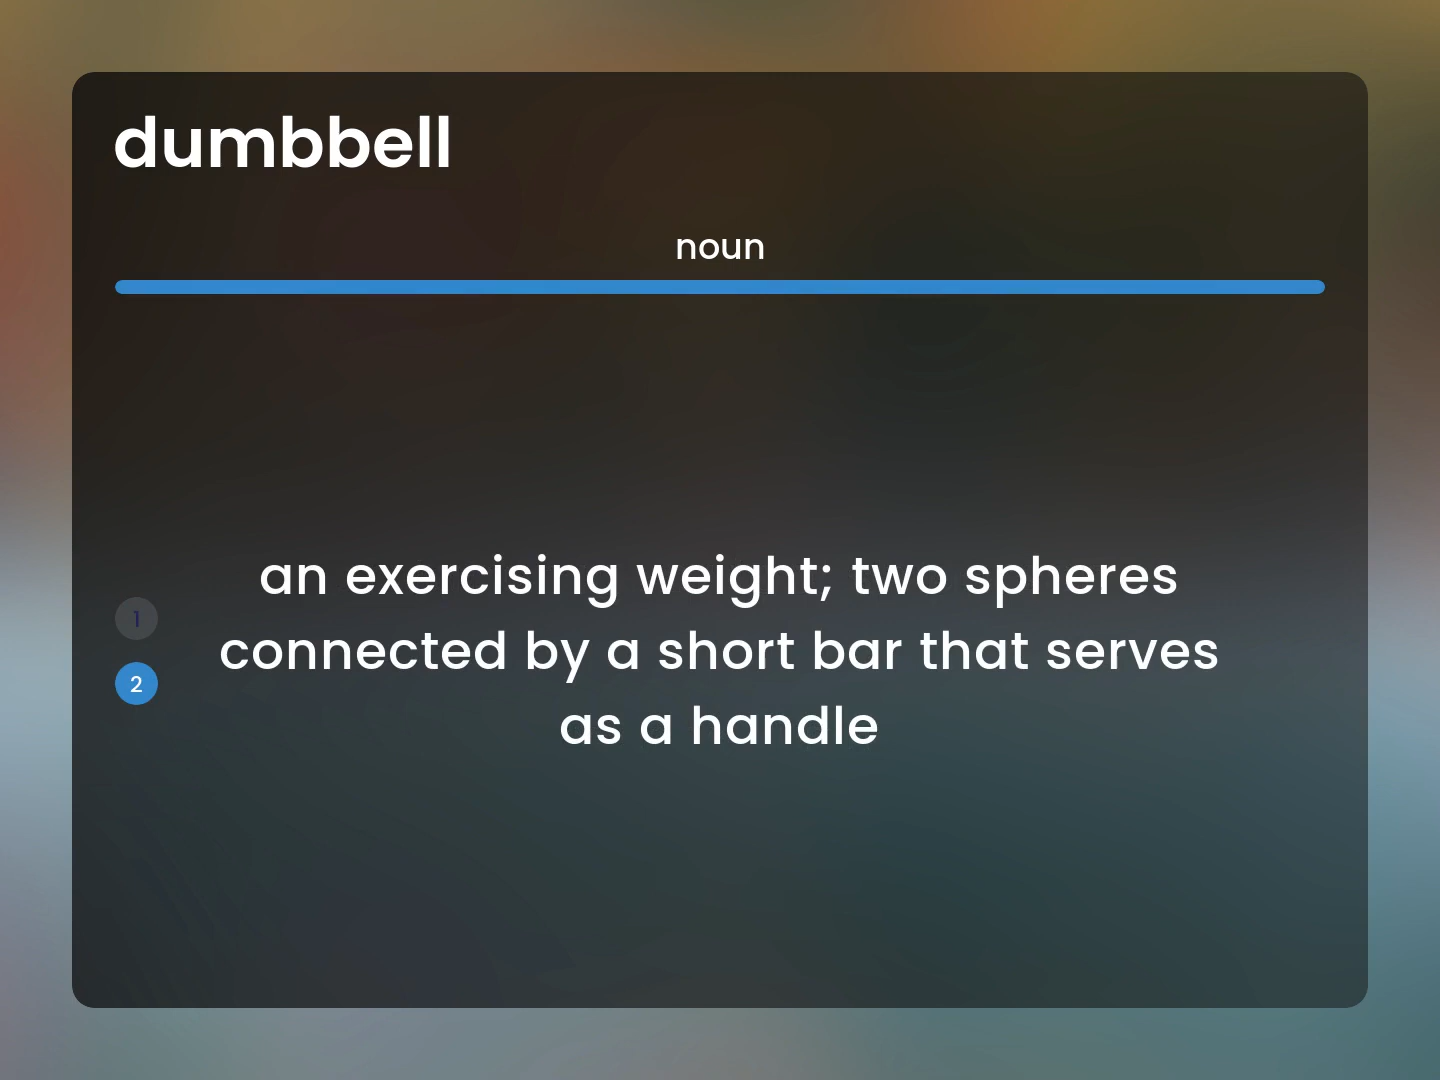 dumbbell
noun
an exercising weight; two spheres
connected by a short bar that serves
as a handle
1
2